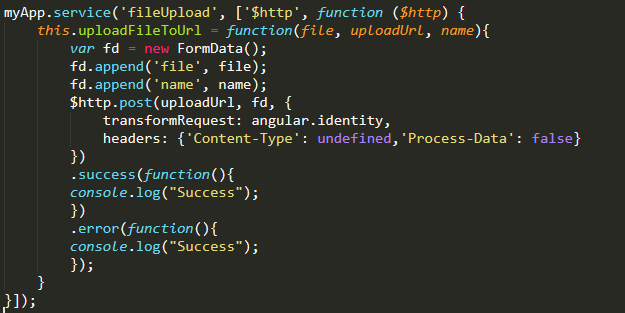 myApp.service('fileUpload', ['$http', function ($http) {
    this.uploadFileToUrl = function(file, uploadUrl, name){
        var fd = new FormData();
        fd.append('file', file);
        fd.append('name', name);
        $http.post(uploadUrl, fd, {
            transformRequest: angular.identity,
            headers: {'Content-Type': undefined,'Process-Data': false}
        })
        .success(function(){
        console.log("Success");
        })
        .error(function(){
        console.log("Success");
        });
    }
}]);